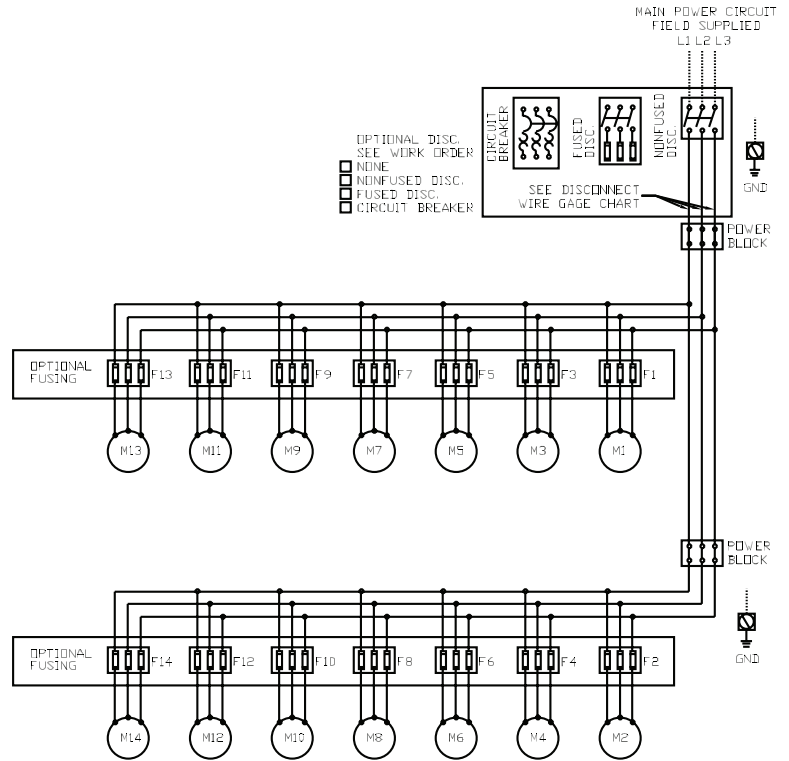 MAIN POWER CIRCUIT
FIELD SUPPLIED
L1 L2 L3
CIRCUIT
BREAKER
FUSED
DISC.
NONFUSED
DISC.
OPTIONAL DISC.
SEE WORK ORDER
NONE
NONFUSED DISC.
FUSED DISC.
CIRCUIT BREAKER
SEE DISCONNECT
WIRE GAGE CHART
GND
POWER
BLOCK
OPTIONAL
FUSING
F13 F11 F9 F7 F5 F3 F1
M13 M11 M9 M7 M5 M3 M1
POWER
BLOCK
GND
OPTIONAL
FUSING
F14 F12 F10 F8 F6 F4 F2
M14 M12 M10 M8 M6 M4 M2